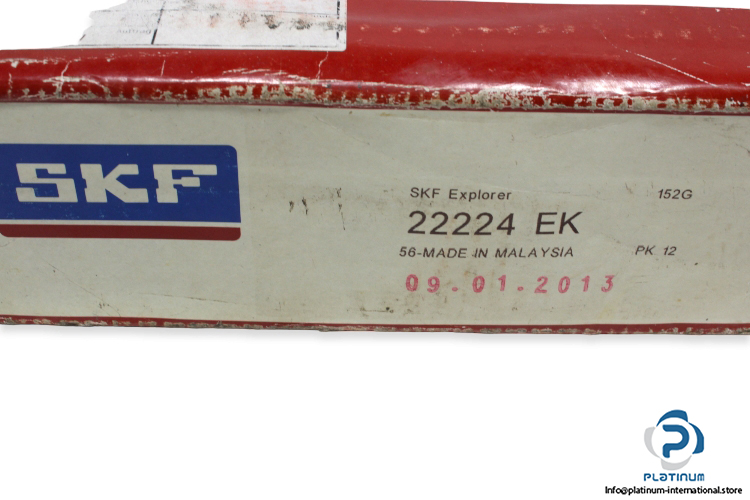 SKF
SKF Explorer 152G
22224 EK
56-MADE IN MALAYSIA PK 12
09.01.2013
PLATINUM
Info@platinum-international.store